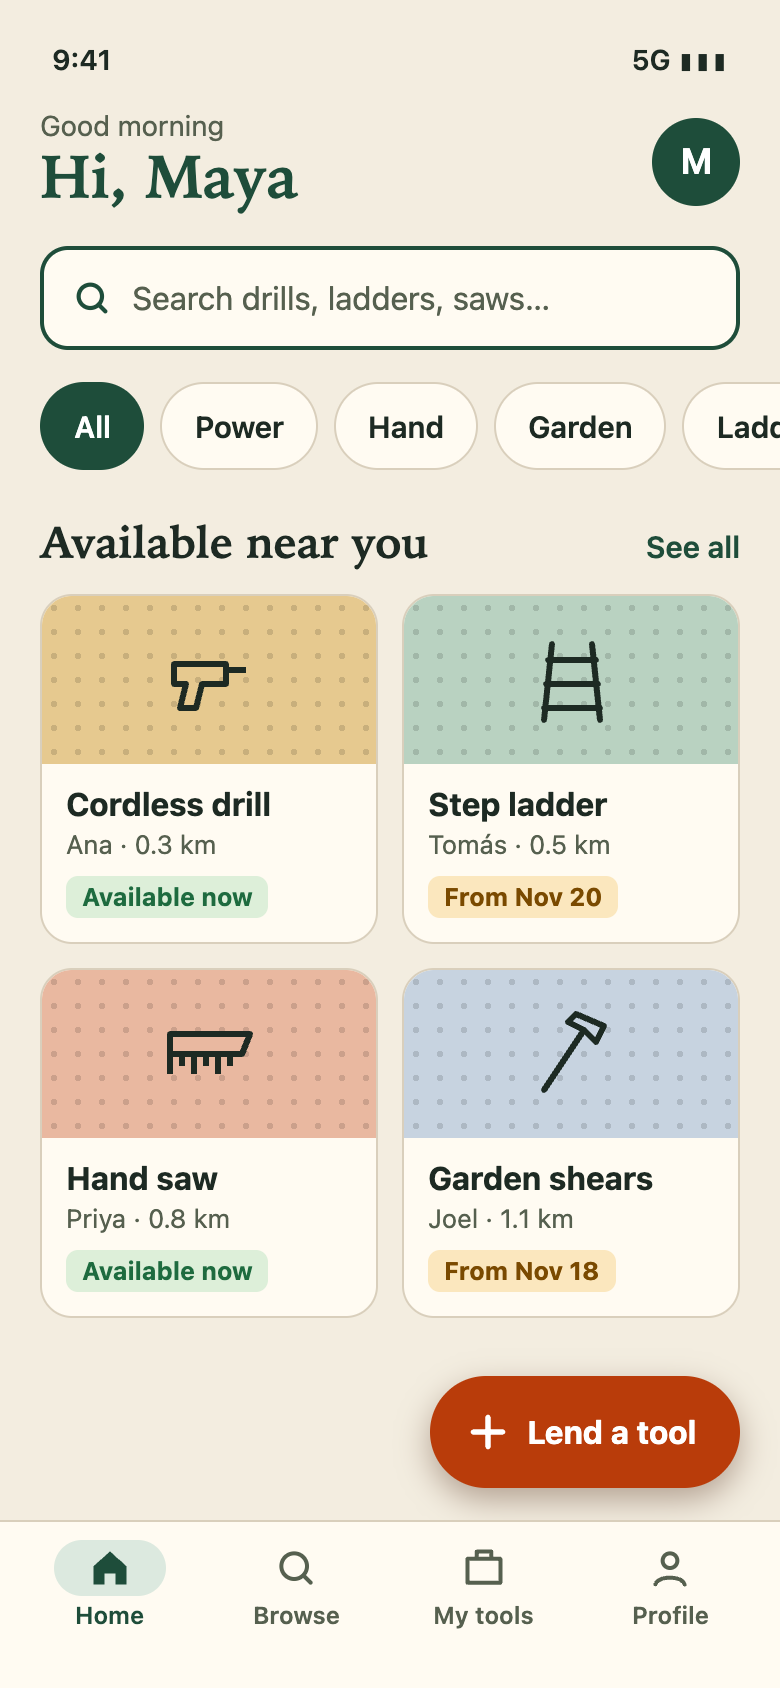 9:41
5G
Good morning
Hi, Maya
M
Search drills, ladders, saws...
All
Power
Hand
Garden
Ladd
Available near you
See all
Cordless drill
Ana · 0.3 km
Available now
Step ladder
Tomás · 0.5 km
From Nov 20
Hand saw
Priya · 0.8 km
Available now
Garden shears
Joel · 1.1 km
From Nov 18
Lend a tool
Home
Browse
My tools
Profile